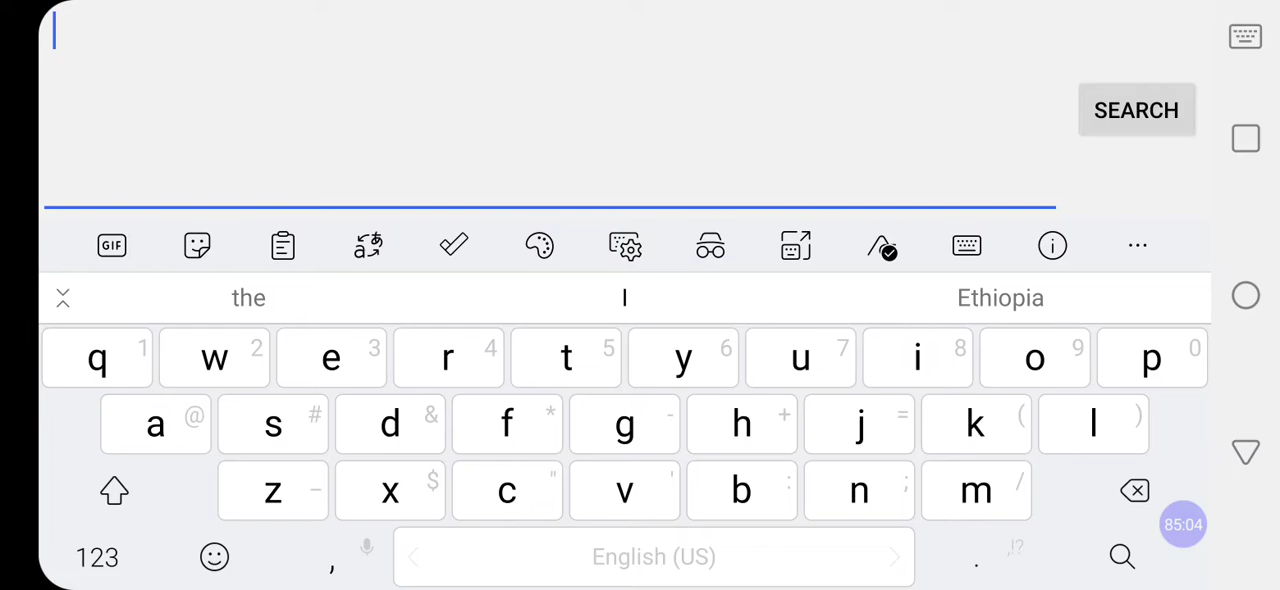 SEARCH
GIF
the I Ethiopia
q 1 w 2 e 3 r 4 t 5 y 6 u 7 i 8 o 9 p 0
a @ s # d & f * g - h + j = k ( l )
z _ x $ c " v ' b : n ; m /
85:04
123 , English (US) . ,!?